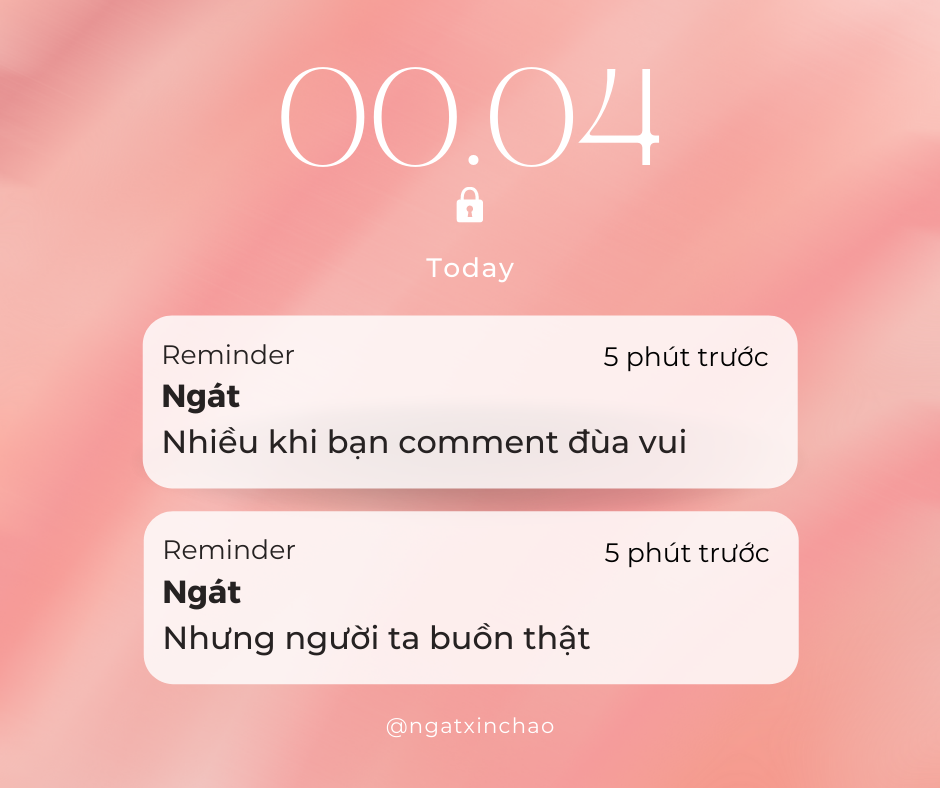 00.04
Today
Reminder
5 phút trước
Ngát
Nhiều khi bạn comment đùa vui
Reminder
5 phút trước
Ngát
Nhưng người ta buồn thật
@ngatxinchao